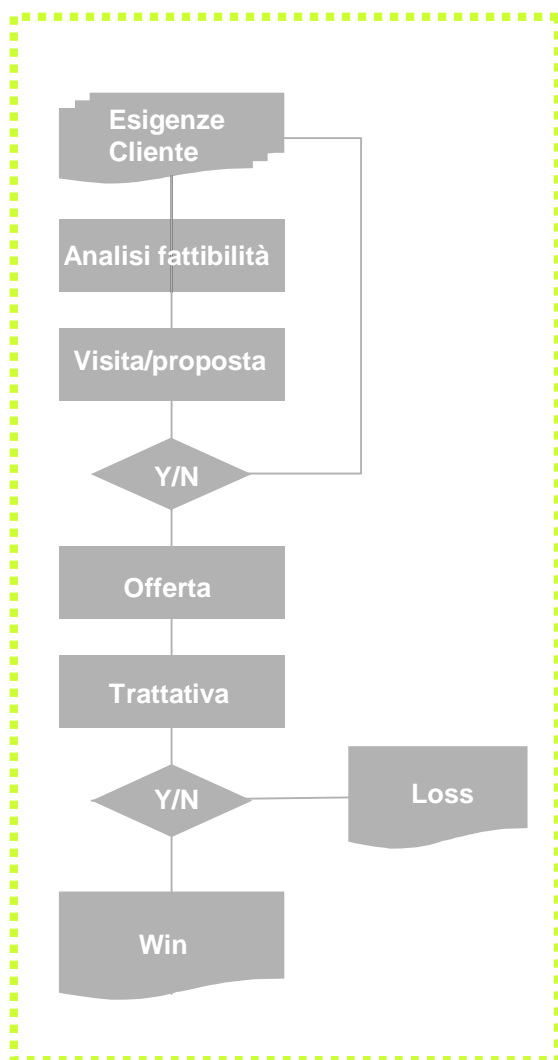 Esigenze
Cliente
Analisi fattibilità
Visita/proposta
Y/N
Offerta
Trattativa
Y/N
Loss
Win